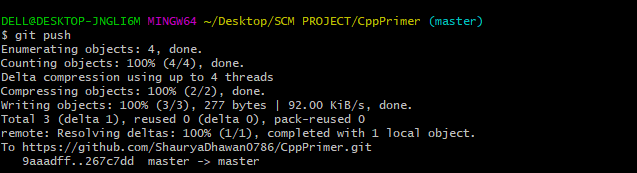 DELL@DESKTOP-JNGLI6M MINGW64 ~/Desktop/SCM PROJECT/CppPrimer (master)
$ git push
Enumerating objects: 4, done.
Counting objects: 100% (4/4), done.
Delta compression using up to 4 threads
Compressing objects: 100% (2/2), done.
Writing objects: 100% (3/3), 277 bytes | 92.00 KiB/s, done.
Total 3 (delta 1), reused 0 (delta 0), pack-reused 0
remote: Resolving deltas: 100% (1/1), completed with 1 local object.
To https://github.com/ShauryaDhawan0786/CppPrimer.git
   9aaadff..267c7dd  master -> master